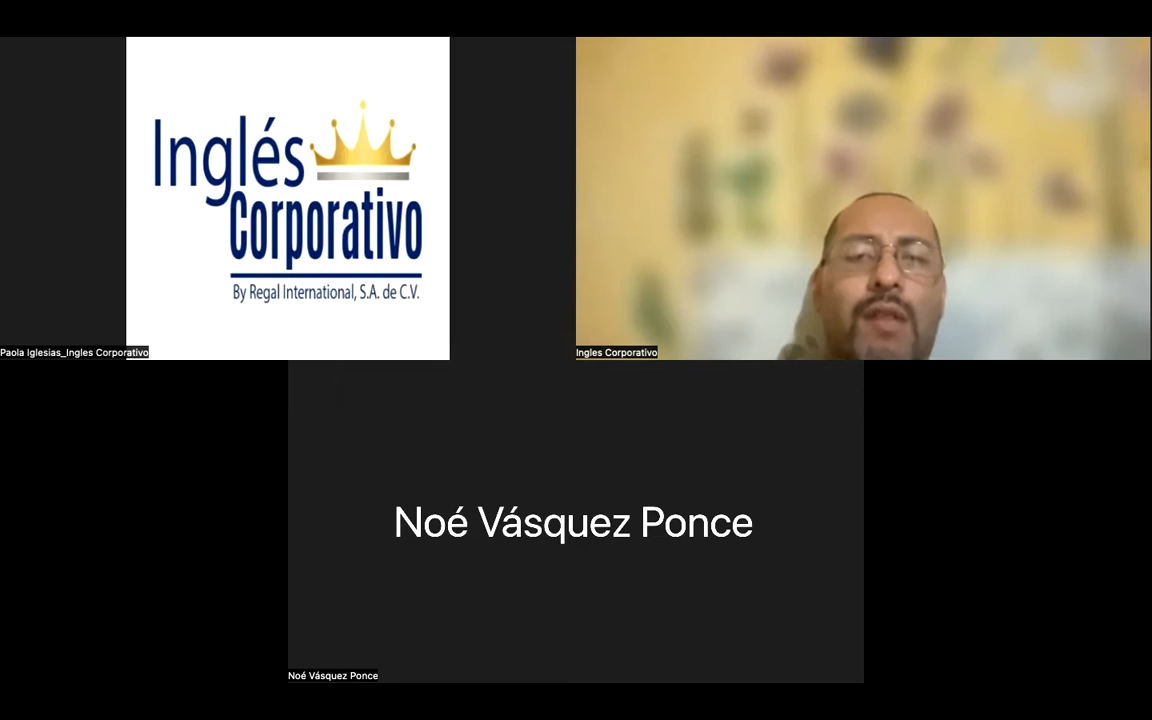 Inglés
Corporativo
By Regal International, S.A. de C.V.
Paola Iglesias_Ingles Corporativo
Ingles Corporativo
Noé Vásquez Ponce
Noé Vásquez Ponce